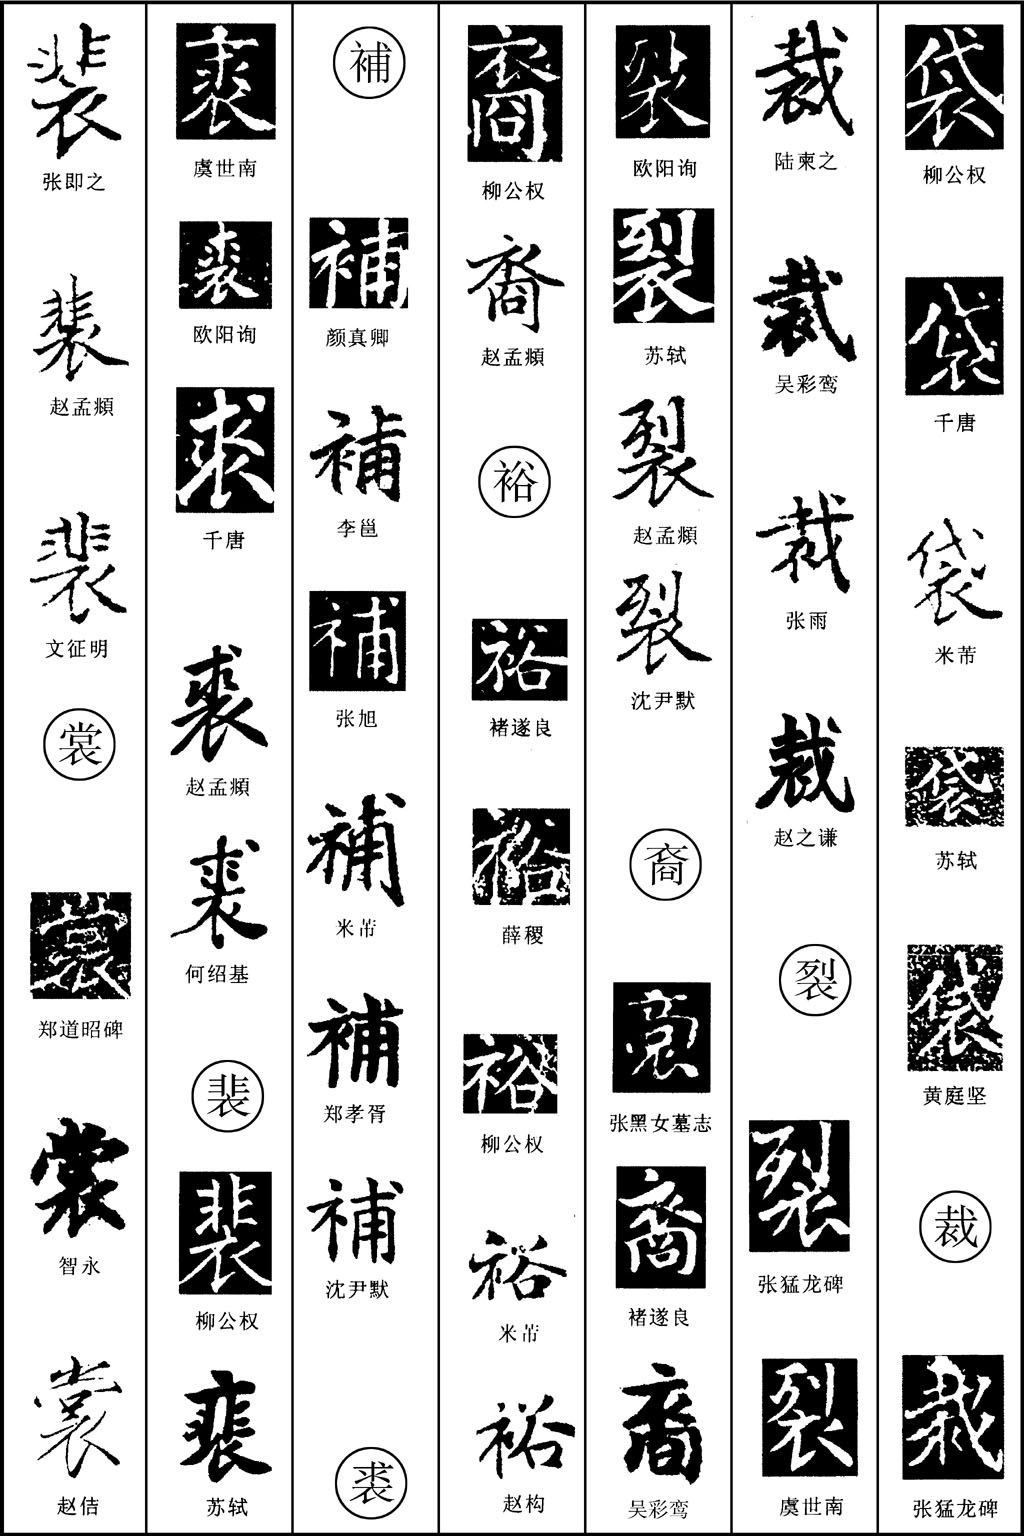 袋
柳公权
袋
千唐
袋
米芾
袋
苏轼
袋
黄庭坚
裁
裁
张猛龙碑
裁
陆柬之
裁
吴彩鸾
裁
张雨
裁
赵之谦
裂
裂
张猛龙碑
裂
虞世南
裂
欧阳询
裂
苏轼
裂
赵孟頫
裂
沈尹默
裔
裔
张黑女墓志
裔
褚遂良
裔
吴彩鸾
裔
柳公权
裔
赵孟頫
裕
裕
褚遂良
裕
薛稷
裕
柳公权
裕
米芾
裕
赵构
補
補
颜真卿
補
李邕
補
张旭
補
米芾
補
郑孝胥
補
沈尹默
裘
裘
虞世南
裘
欧阳询
裘
千唐
裘
赵孟頫
裘
何绍基
裴
裴
柳公权
裴
苏轼
裴
张即之
裴
赵孟頫
裴
文征明
裳
裳
郑道昭碑
裳
智永
裳
赵佶